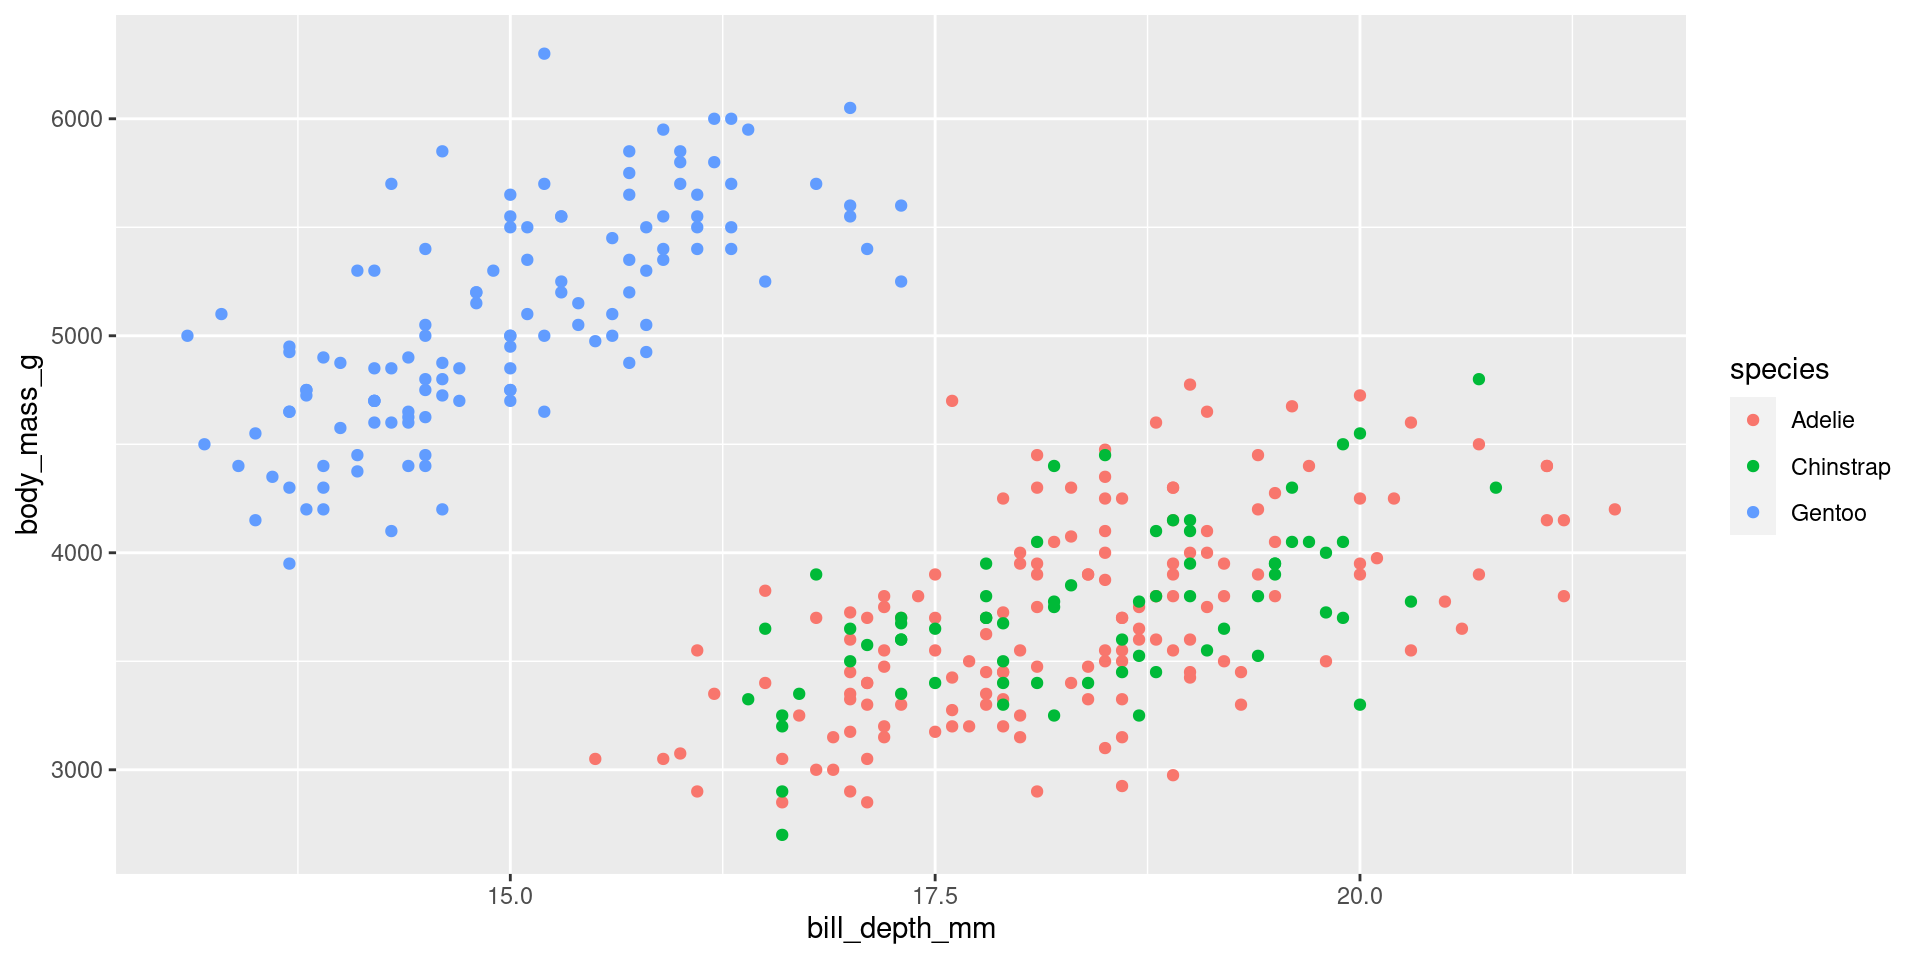 6000
5000
4000
3000
body_mass_g
15.0 17.5 20.0
bill_depth_mm
species
Adelie
Chinstrap
Gentoo